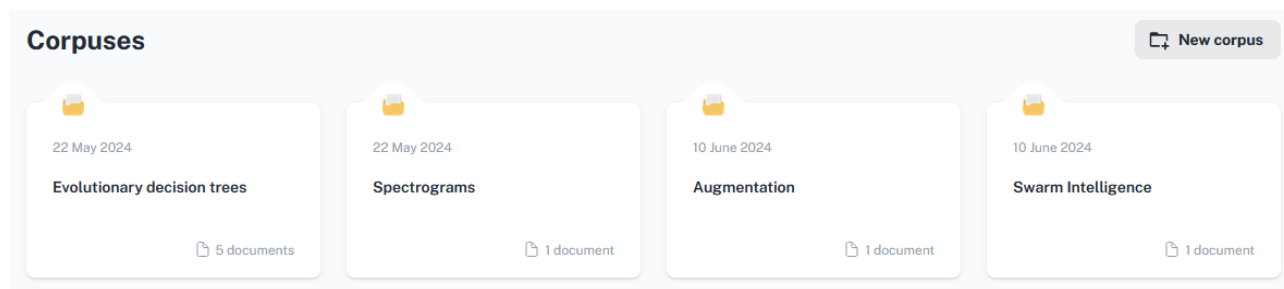 Corpuses
New corpus
22 May 2024
Evolutionary decision trees
5 documents
22 May 2024
Spectrograms
1 document
10 June 2024
Augmentation
1 document
10 June 2024
Swarm Intelligence
1 document